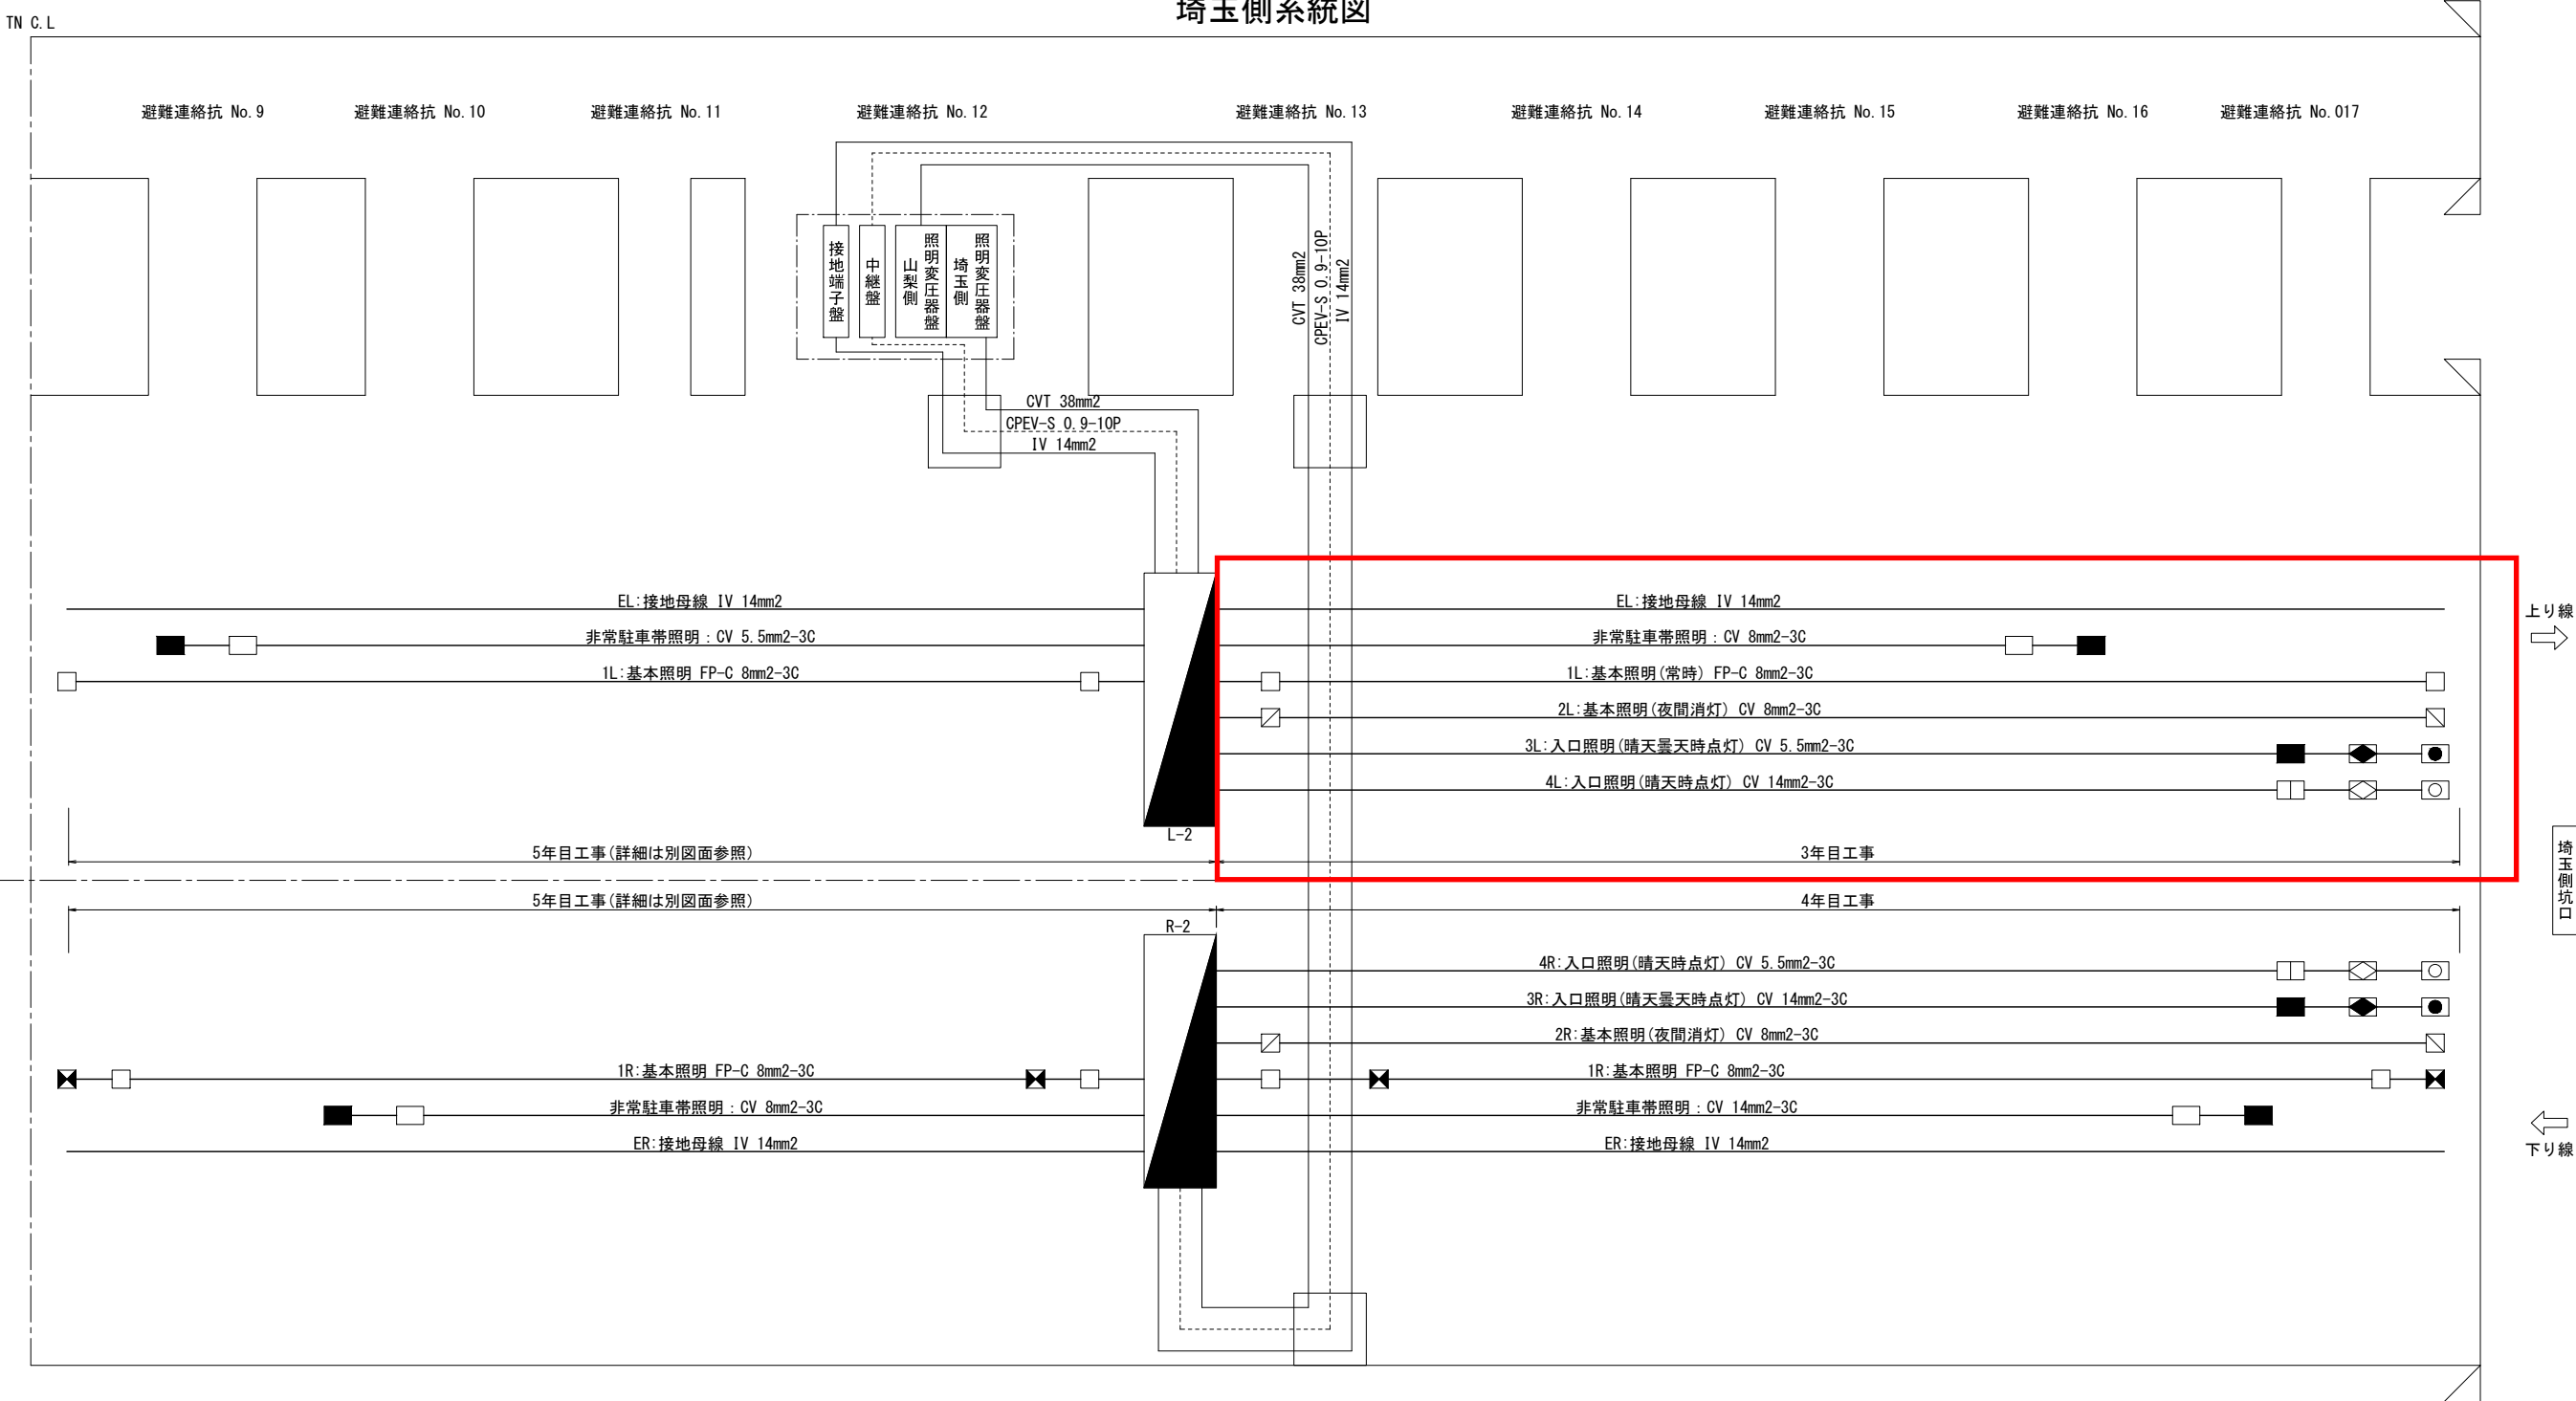 埼玉側系統図
TN C.L
避難連絡抗 No.9
避難連絡抗 No.10
避難連絡抗 No.11
避難連絡抗 No.12
避難連絡抗 No.13
避難連絡抗 No.14
避難連絡抗 No.15
避難連絡抗 No.16
避難連絡抗 No.017
接地端子盤
中継盤
照明変圧器盤
山梨側
照明変圧器盤
埼玉側
CVT 38mm2
CPEV-S 0.9-10P
IV 14mm2
CVT 38mm2
CPEV-S 0.9-10P
IV 14mm2
EL:接地母線 IV 14mm2
非常駐車帯照明：CV 5.5mm2-3C
1L:基本照明 FP-C 8mm2-3C
L-2
EL:接地母線 IV 14mm2
非常駐車帯照明：CV 8mm2-3C
1L:基本照明(常時) FP-C 8mm2-3C
2L:基本照明(夜間消灯) CV 8mm2-3C
3L:入口照明(晴天曇天時点灯) CV 5.5mm2-3C
4L:入口照明(晴天時点灯) CV 14mm2-3C
上り線
5年目工事(詳細は別図面参照)
3年目工事
埼玉側坑口
5年目工事(詳細は別図面参照)
4年目工事
R-2
4R:入口照明(晴天時点灯) CV 5.5mm2-3C
3R:入口照明(晴天曇天時点灯) CV 14mm2-3C
2R:基本照明(夜間消灯) CV 8mm2-3C
1R:基本照明 FP-C 8mm2-3C
1R:基本照明 FP-C 8mm2-3C
非常駐車帯照明：CV 8mm2-3C
非常駐車帯照明：CV 14mm2-3C
ER:接地母線 IV 14mm2
ER:接地母線 IV 14mm2
下り線